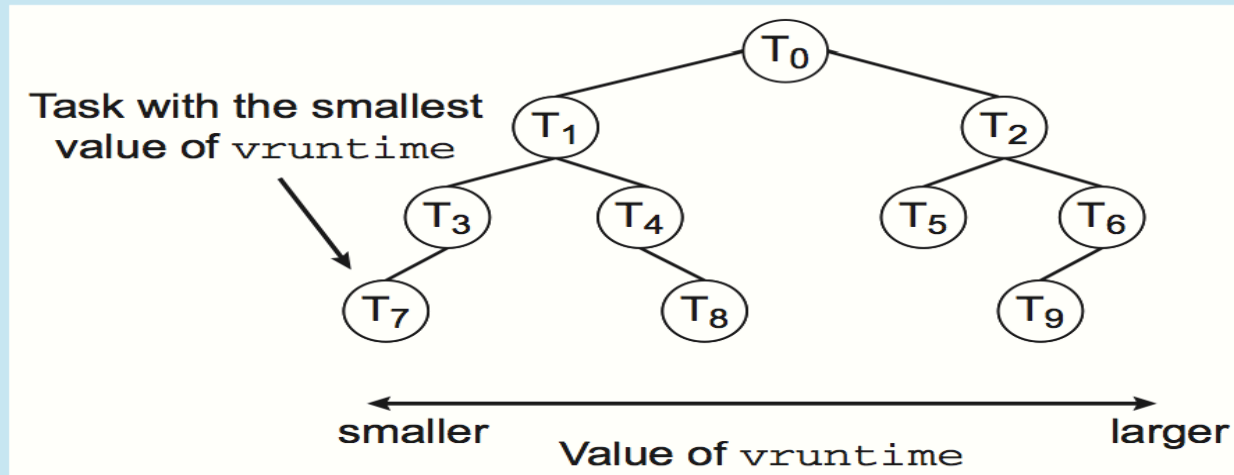 T0
Task with the smallest
value of vruntime
T1
T2
T3
T4
T5
T6
T7
T8
T9
smaller
larger
Value of vruntime